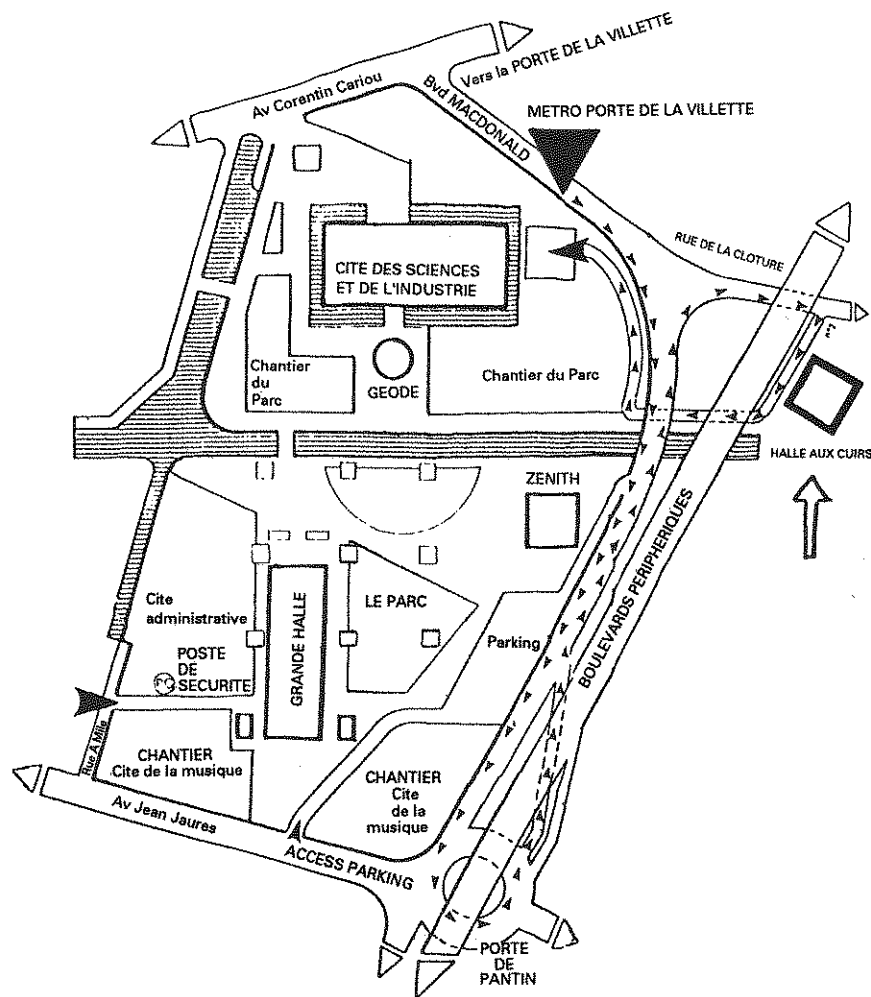 Vers la PORTE DE LA VILLETTE
Av Corentin Cariou
Bvd MACDONALD
METRO PORTE DE LA VILLETTE
RUE DE LA CLOTURE
CITE DES SCIENCES
ET DE L'INDUSTRIE
Chantier
du
Parc
GEODE
Chantier du Parc
HALLE AUX CUIRS
ZENITH
BOULEVARDS PÉRIPHERIQUES
Cite
administrative
GRANDE HALLE
LE PARC
Parking
POSTE
DE
SECURITE
Rue A Mile
CHANTIER
Cite de la musique
CHANTIER
Cite
de la
musique
Av Jean Jaures
ACCESS PARKING
PORTE
DE
PANTIN